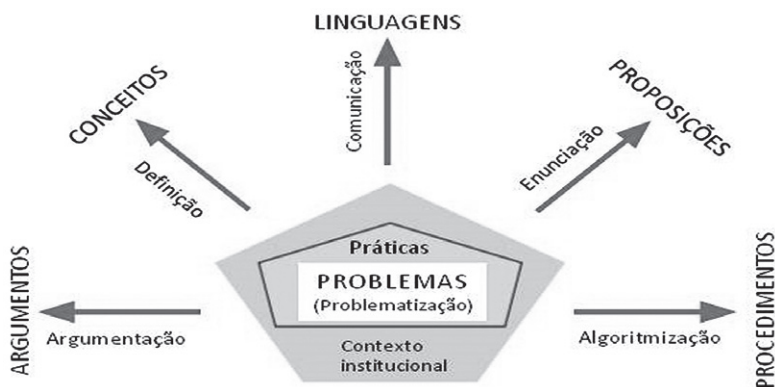 LINGUAGENS
Comunicação
CONCEITOS
Definição
PROPOSIÇÕES
Enunciação
ARGUMENTOS
Argumentação
Práticas
PROBLEMAS
(Problematização)
Contexto
institucional
Algoritmização
PROCEDIMENTOS